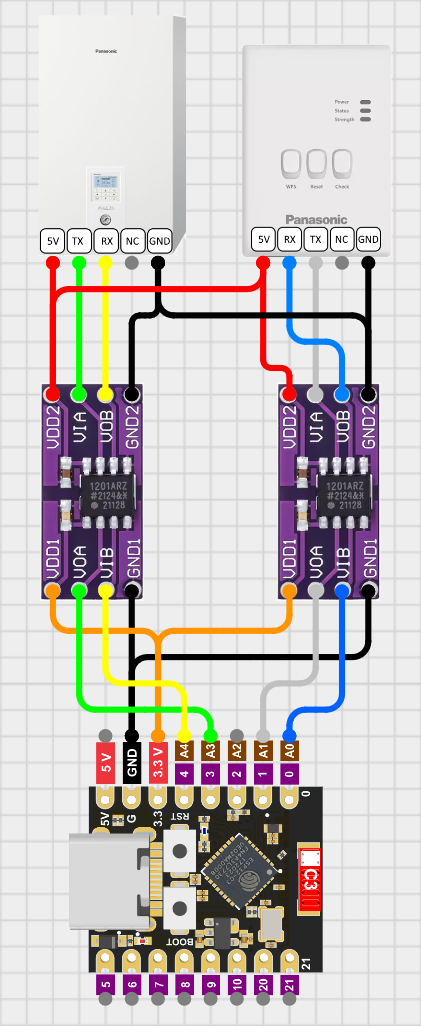 Panasonic
Power
Status
Strength
WPS Reset Check
Panasonic
5V TX RX NC GND
5V RX TX NC GND
VDD2 VIA VOB GND2
VDD2 VIA VOB GND2
1201ARZ
#2124&K
21128
1201ARZ
#2124&K
21128
VDD1 VOA VIB GND1
VDD1 VOA VIB GND1
5 V GND 3.3 V A4 A3 A2 A1 A0
4 3 2 1 0
5V G 3.3 0
RST
C3
BOOT
21
5 6 7 8 9 10 20 21